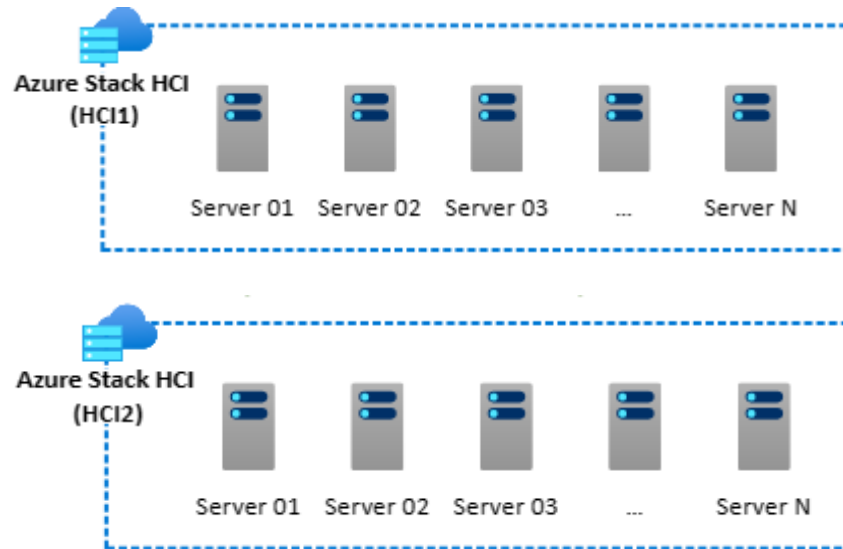 Azure Stack HCI
(HCI1)
Server 01 Server 02 Server 03 ... Server N
Azure Stack HCI
(HCI2)
Server 01 Server 02 Server 03 ... Server N